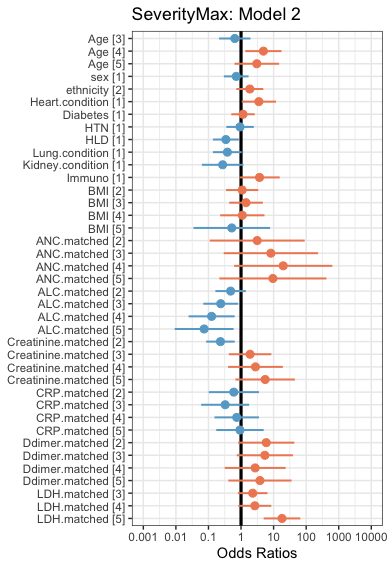 SeverityMax: Model 2
Age [3]
Age [4]
Age [5]
sex [1]
ethnicity [2]
Heart.condition [1]
Diabetes [1]
HTN [1]
HLD [1]
Lung.condition [1]
Kidney.condition [1]
Immuno [1]
BMI [2]
BMI [3]
BMI [4]
BMI [5]
ANC.matched [2]
ANC.matched [3]
ANC.matched [4]
ANC.matched [5]
ALC.matched [2]
ALC.matched [3]
ALC.matched [4]
ALC.matched [5]
Creatinine.matched [2]
Creatinine.matched [3]
Creatinine.matched [4]
Creatinine.matched [5]
CRP.matched [2]
CRP.matched [3]
CRP.matched [4]
CRP.matched [5]
Ddimer.matched [2]
Ddimer.matched [3]
Ddimer.matched [4]
Ddimer.matched [5]
LDH.matched [3]
LDH.matched [4]
LDH.matched [5]
0.001 0.01 0.1 1 10 100 1000 10000
Odds Ratios